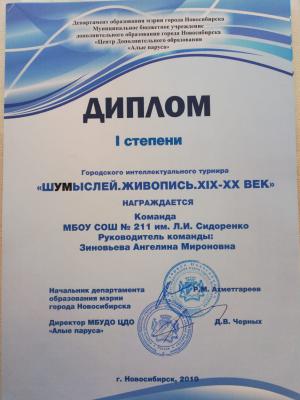 Департамент образования мэрии города Новосибирска
Муниципальное бюджетное учреждение
дополнительного образования города Новосибирска
«Центр Дополнительного образования
«Алые паруса»
ДИПЛОМ
I степени
Городского интеллектуального турнира
«ШУМЫСЛЕЙ.ЖИВОПИСЬ.XIX-XX ВЕК»
НАГРАЖДАЕТСЯ
Команда
МБОУ СОШ № 211 им. Л.И. Сидоренко
Руководитель команды:
Зиновьева Ангелина Мироновна
Начальник департамента
образования мэрии
города Новосибирска
Р.М. Ахметгареев
Директор МБУДО ЦДО
«Алые паруса»
Д.В. Черных
г. Новосибирск, 2019